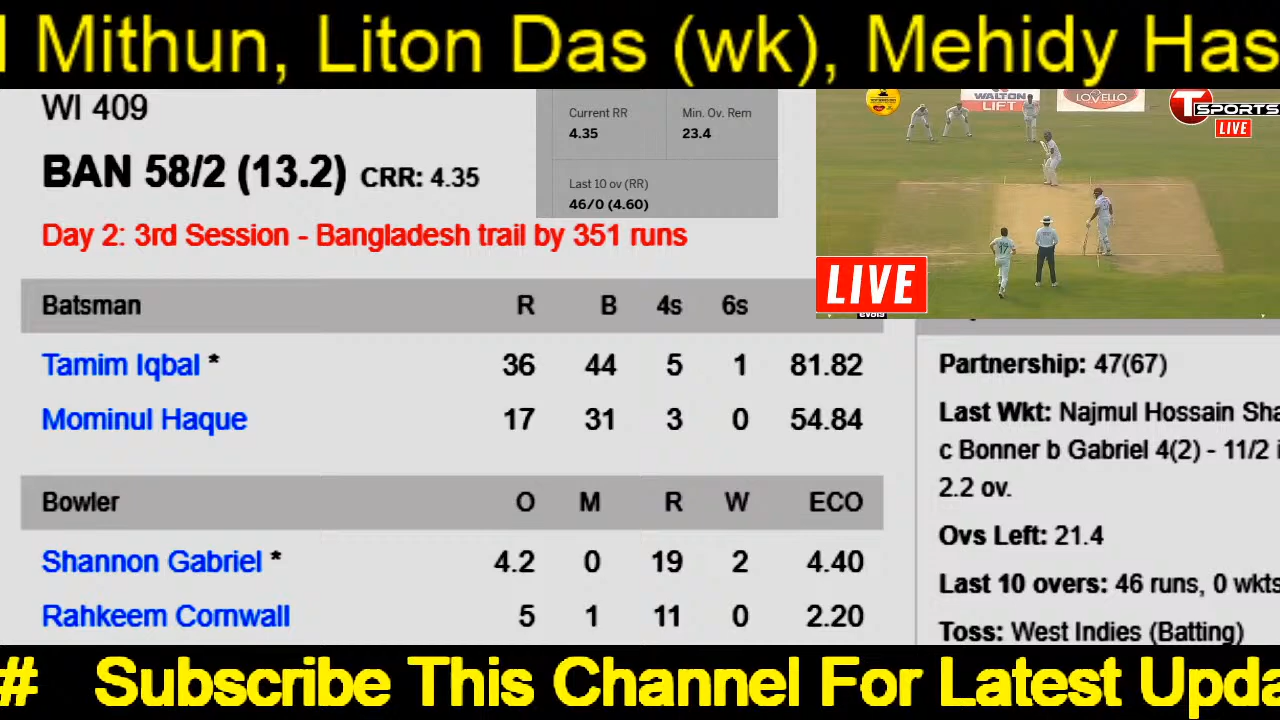 Mithun, Liton Das (wk), Mehidy Has
WI 409
BAN 58/2 (13.2) CRR: 4.35
Day 2: 3rd Session - Bangladesh trail by 351 runs
Current RR Min. Ov. Rem
4.35 23.4
Last 10 ov (RR)
46/0 (4.60)
WALTON
LIFT
LOVELLO
T SPORTS
LIVE
17
LIVE
Batsman R B 4s 6s
Tamim Iqbal * 36 44 5 1 81.82
Mominul Haque 17 31 3 0 54.84
Bowler O M R W ECO
Shannon Gabriel * 4.2 0 19 2 4.40
Rahkeem Cornwall 5 1 11 0 2.20
Partnership: 47(67)
Last Wkt: Najmul Hossain Sha
c Bonner b Gabriel 4(2) - 11/2 i
2.2 ov.
Ovs Left: 21.4
Last 10 overs: 46 runs, 0 wkts
Toss: West Indies (Batting)
# Subscribe This Channel For Latest Upda